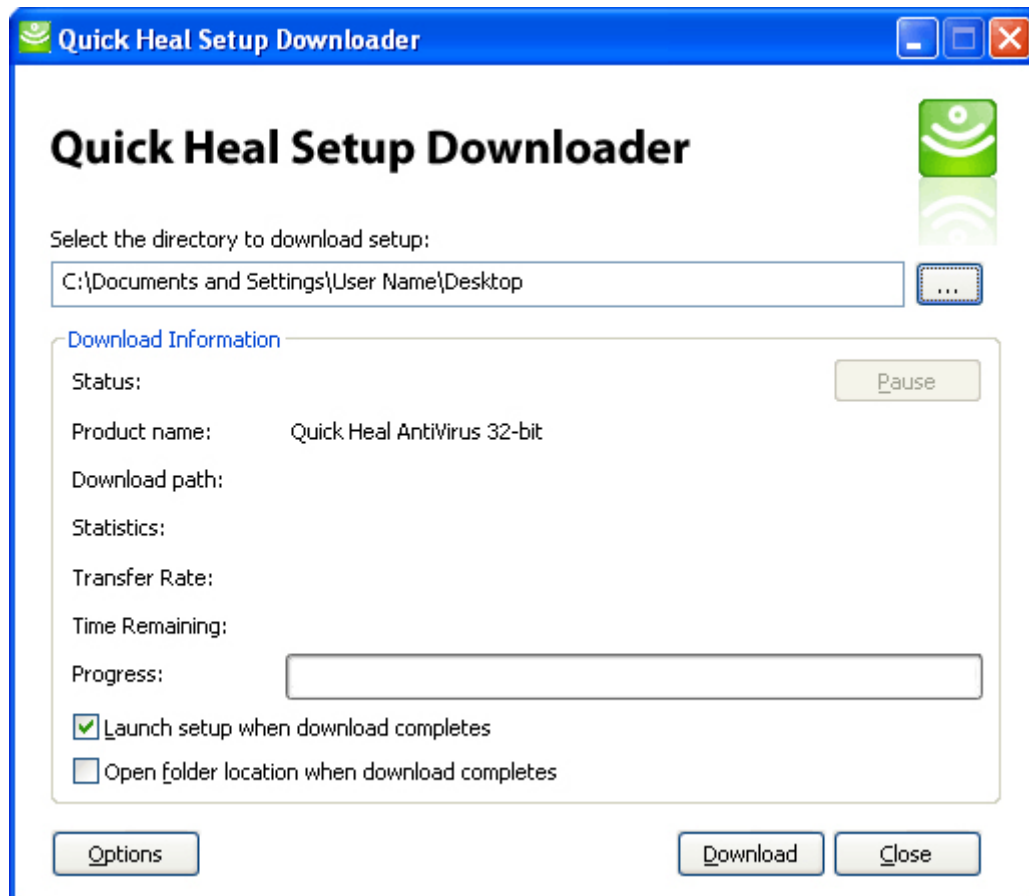 Quick Heal Setup Downloader
Quick Heal Setup Downloader
Select the directory to download setup:
C:\Documents and Settings\User Name\Desktop
...
Download Information
Status:
Pause
Product name: Quick Heal AntiVirus 32-bit
Download path:
Statistics:
Transfer Rate:
Time Remaining:
Progress:
Launch setup when download completes
Open folder location when download completes
Options
Download
Close